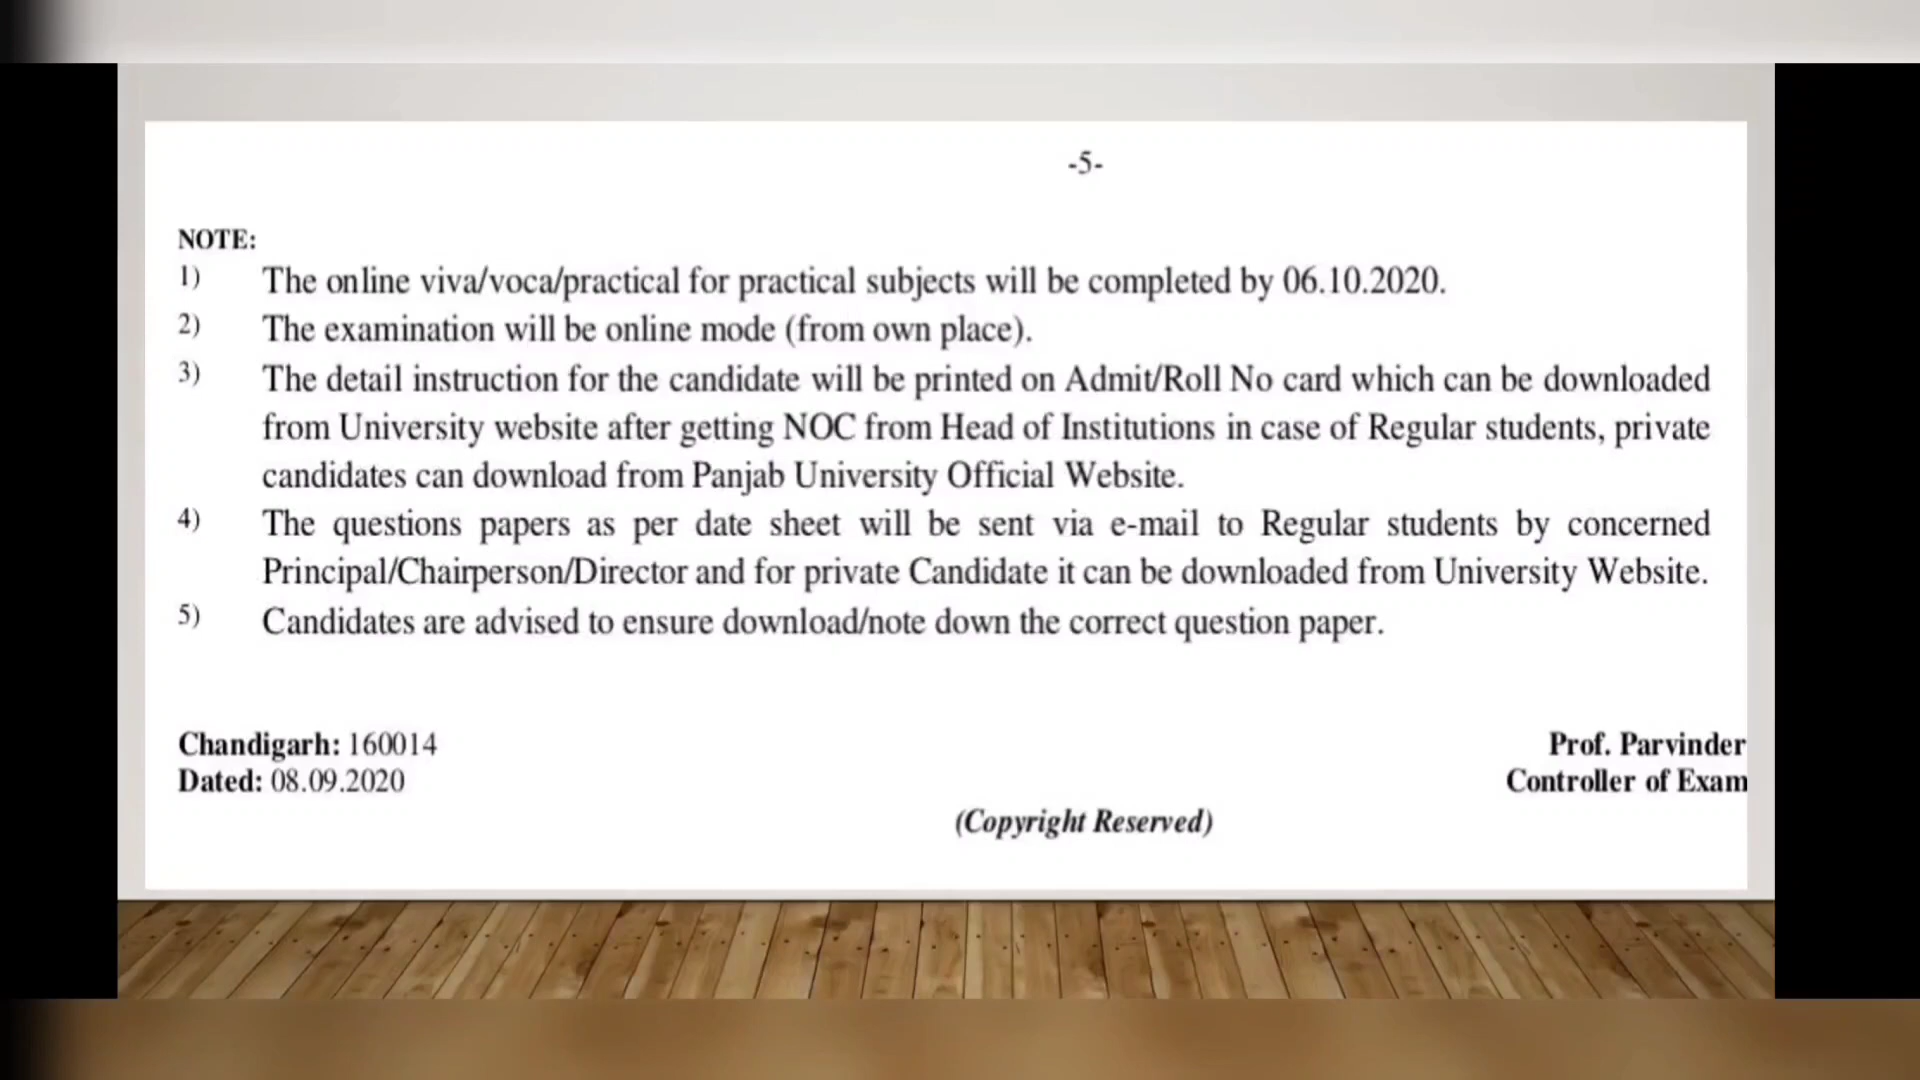 -5-
NOTE:
1) The online viva/voca/practical for practical subjects will be completed by 06.10.2020.
2) The examination will be online mode (from own place).
3) The detail instruction for the candidate will be printed on Admit/Roll No card which can be downloaded
from University website after getting NOC from Head of Institutions in case of Regular students, private
candidates can download from Panjab University Official Website.
4) The questions papers as per date sheet will be sent via e-mail to Regular students by concerned
Principal/Chairperson/Director and for private Candidate it can be downloaded from University Website.
5) Candidates are advised to ensure download/note down the correct question paper.
Chandigarh: 160014 Prof. Parvinder
Dated: 08.09.2020 Controller of Exam
(Copyright Reserved)